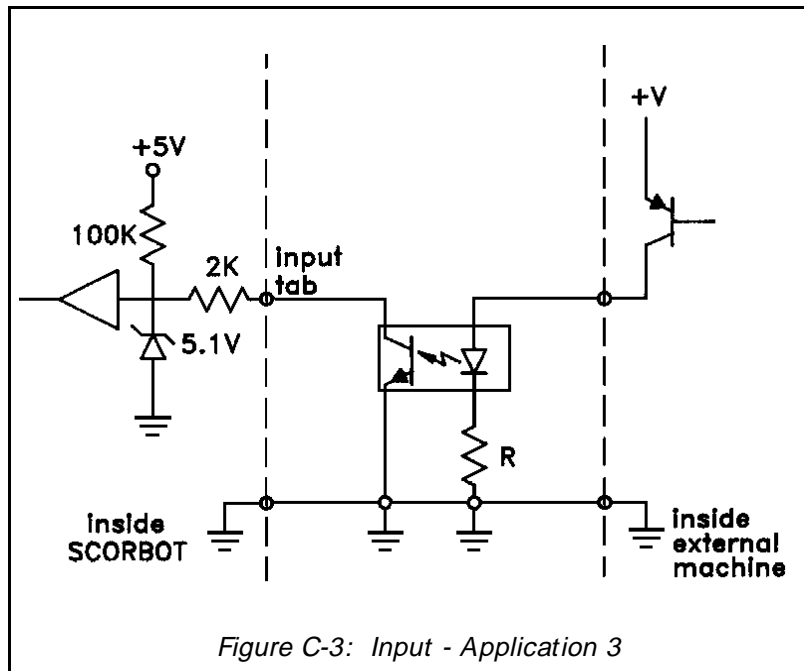 +V
+5V
100K
2K
input
tab
5.1V
R
inside
SCORBOT
inside
external
machine
Figure C-3: Input - Application 3